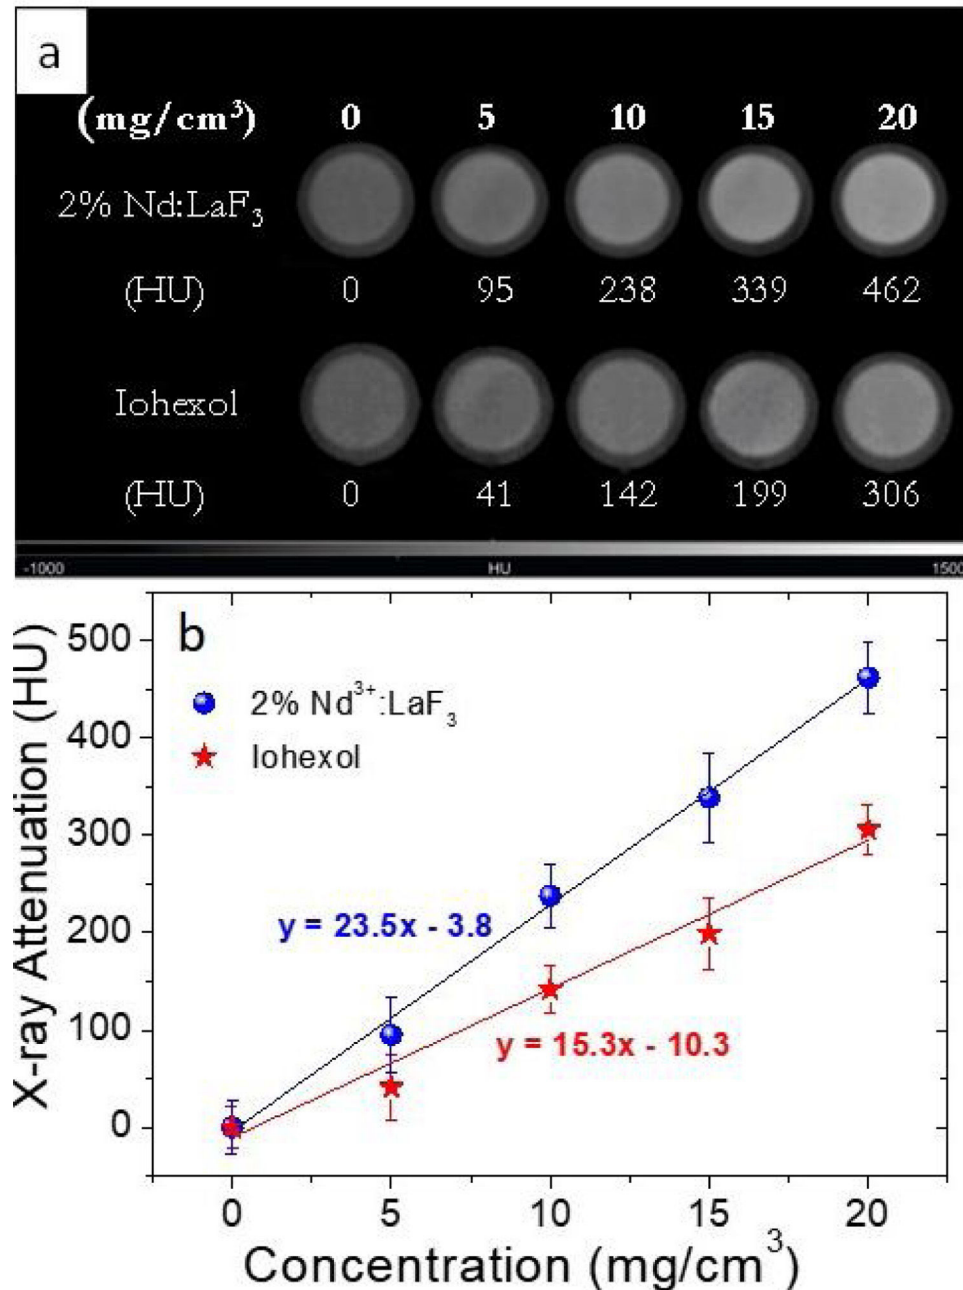 a
(mg/cm³) 0 5 10 15 20
2% Nd:LaF₃
(HU) 0 95 238 339 462
Iohexol
(HU) 0 41 142 199 306
-1000 HU 1500
b
2% Nd³⁺:LaF₃
Iohexol
y = 23.5x - 3.8
y = 15.3x - 10.3
X-ray Attenuation (HU)
500
400
300
200
100
0
0 5 10 15 20
Concentration (mg/cm³)